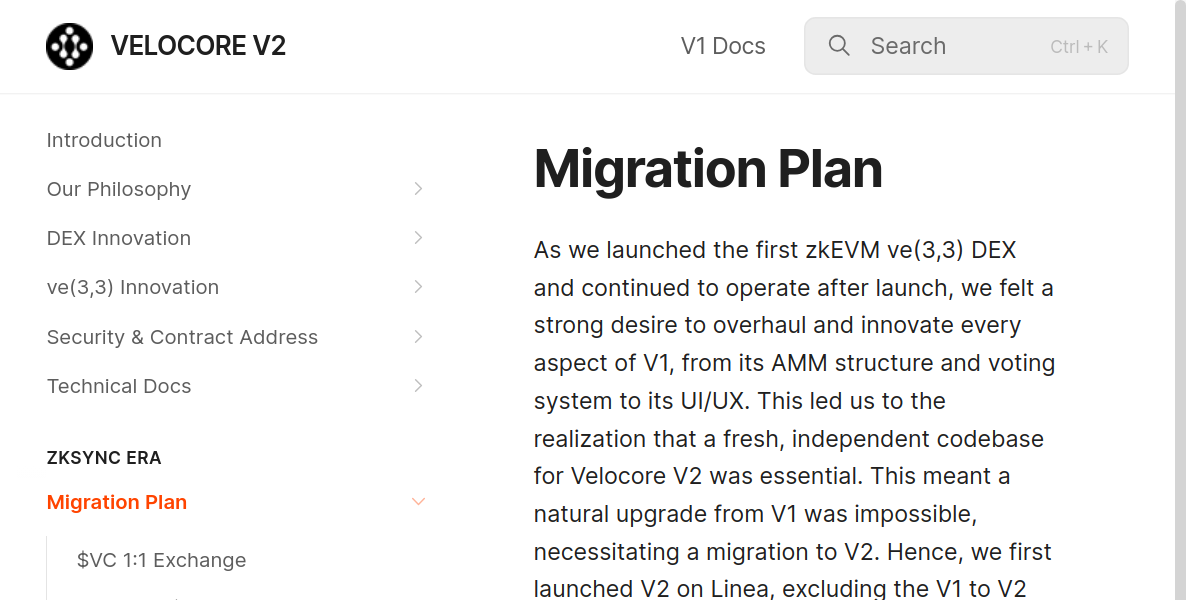 VELOCORE V2
V1 Docs
Search
Ctrl + K
Introduction
Our Philosophy
DEX Innovation
ve(3,3) Innovation
Security & Contract Address
Technical Docs
ZKSYNC ERA
Migration Plan
$VC 1:1 Exchange
Migration Plan
As we launched the first zkEVM ve(3,3) DEX
and continued to operate after launch, we felt a
strong desire to overhaul and innovate every
aspect of V1, from its AMM structure and voting
system to its UI/UX. This led us to the
realization that a fresh, independent codebase
for Velocore V2 was essential. This meant a
natural upgrade from V1 was impossible,
necessitating a migration to V2. Hence, we first
launched V2 on Linea, excluding the V1 to V2